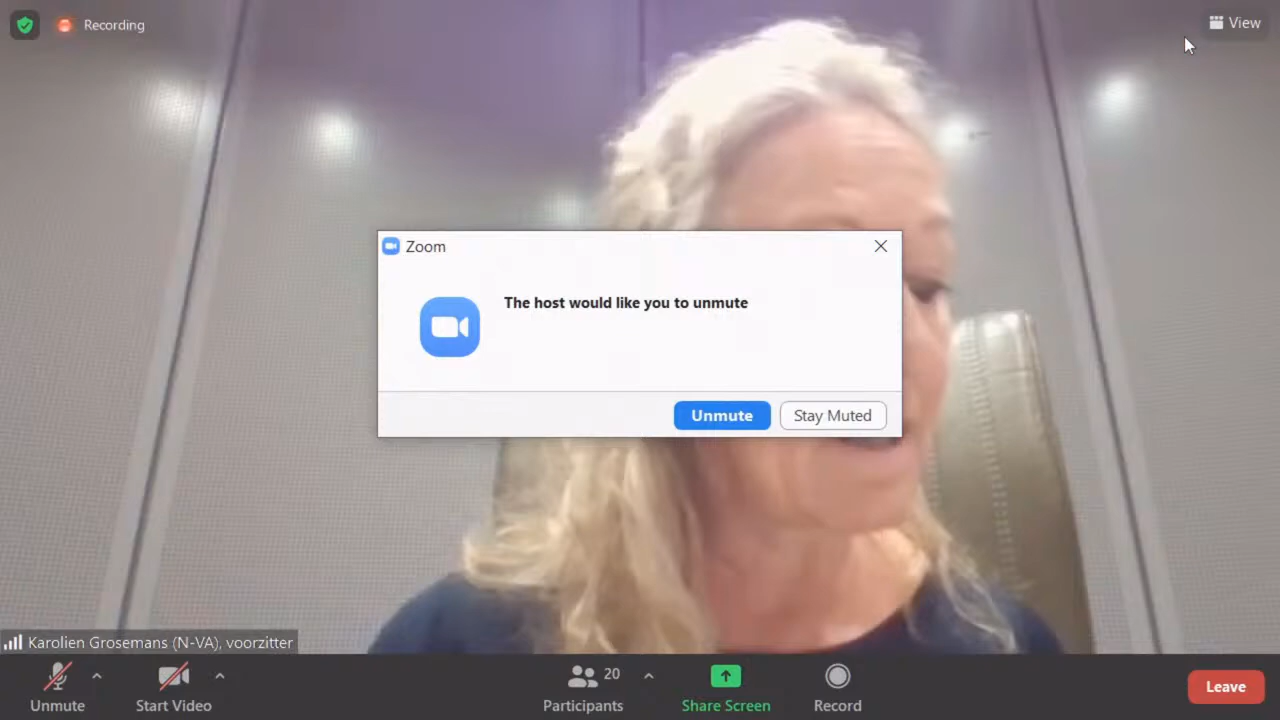 Recording
View
Zoom
The host would like you to unmute
Unmute
Stay Muted
Karolien Grosemans (N-VA), voorzitter
Unmute
Start Video
20
Participants
Share Screen
Record
Leave